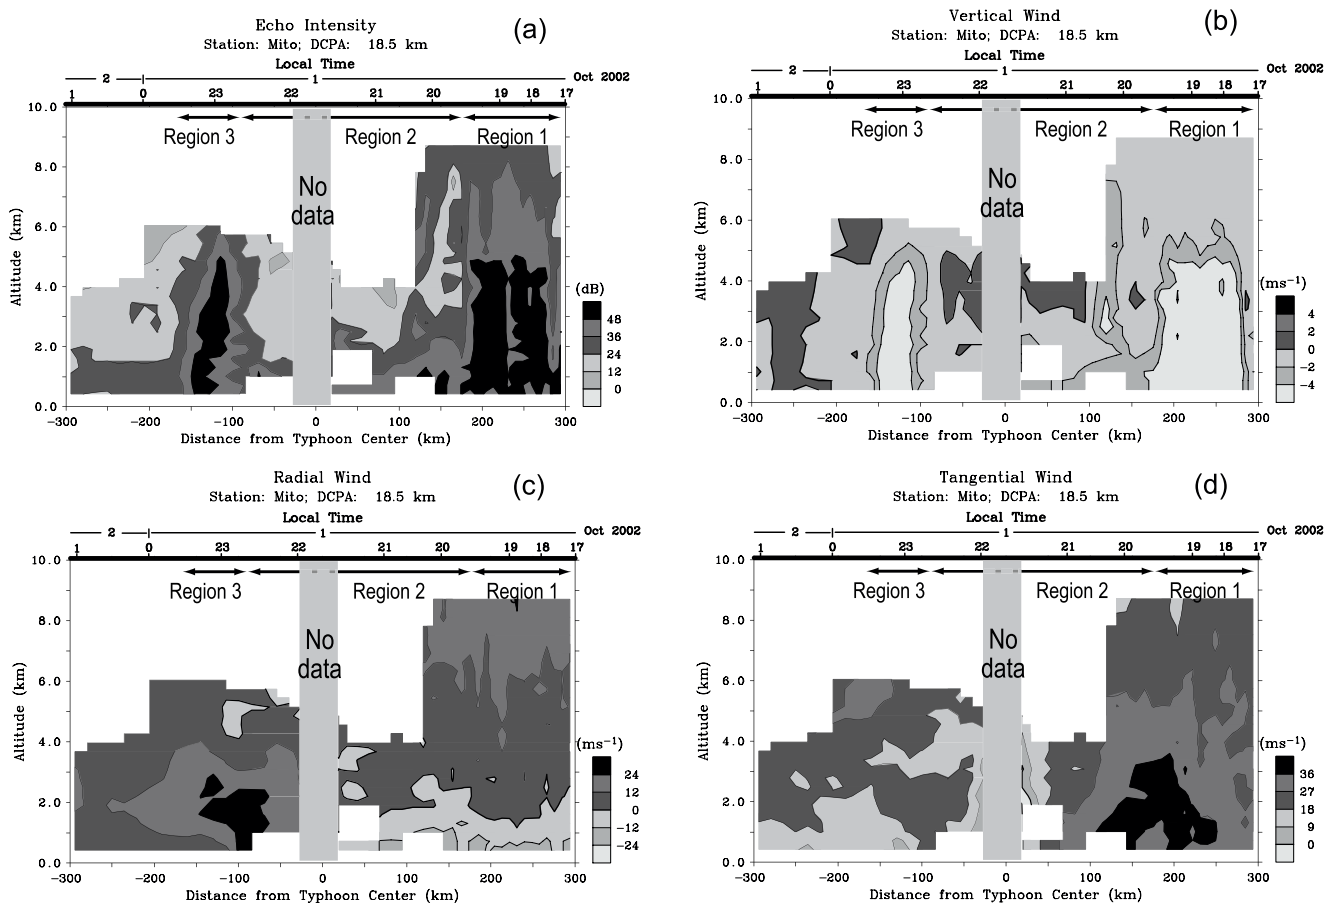 Echo Intensity
(a)
Station: Mito; DCPA: 18.5 km
Local Time
2 1 Oct 2002
1 0 23 22 21 20 19 18 17
10.0
Region 3 Region 2 Region 1
8.0
No
data
6.0
4.0
2.0
0.0
Altitude (km)
(dB)
48
36
24
12
0
-300 -200 -100 0 100 200 300
Distance from Typhoon Center (km)
Vertical Wind
(b)
Station: Mito; DCPA: 18.5 km
Local Time
2 1 Oct 2002
1 0 23 22 21 20 19 18 17
10.0
Region 3 Region 2 Region 1
8.0
No
data
6.0
4.0
2.0
0.0
Altitude (km)
(ms⁻¹)
4
2
0
-2
-4
-300 -200 -100 0 100 200 300
Distance from Typhoon Center (km)
Radial Wind
(c)
Station: Mito; DCPA: 18.5 km
Local Time
2 1 Oct 2002
1 0 23 22 21 20 19 18 17
10.0
Region 3 Region 2 Region 1
8.0
No
data
6.0
4.0
2.0
0.0
Altitude (km)
(ms⁻¹)
24
12
0
-12
-24
-300 -200 -100 0 100 200 300
Distance from Typhoon Center (km)
Tangential Wind
(d)
Station: Mito; DCPA: 18.5 km
Local Time
2 1 Oct 2002
1 0 23 22 21 20 19 18 17
10.0
Region 3 Region 2 Region 1
8.0
No
data
6.0
4.0
2.0
0.0
Altitude (km)
(ms⁻¹)
36
27
18
9
0
-300 -200 -100 0 100 200 300
Distance from Typhoon Center (km)